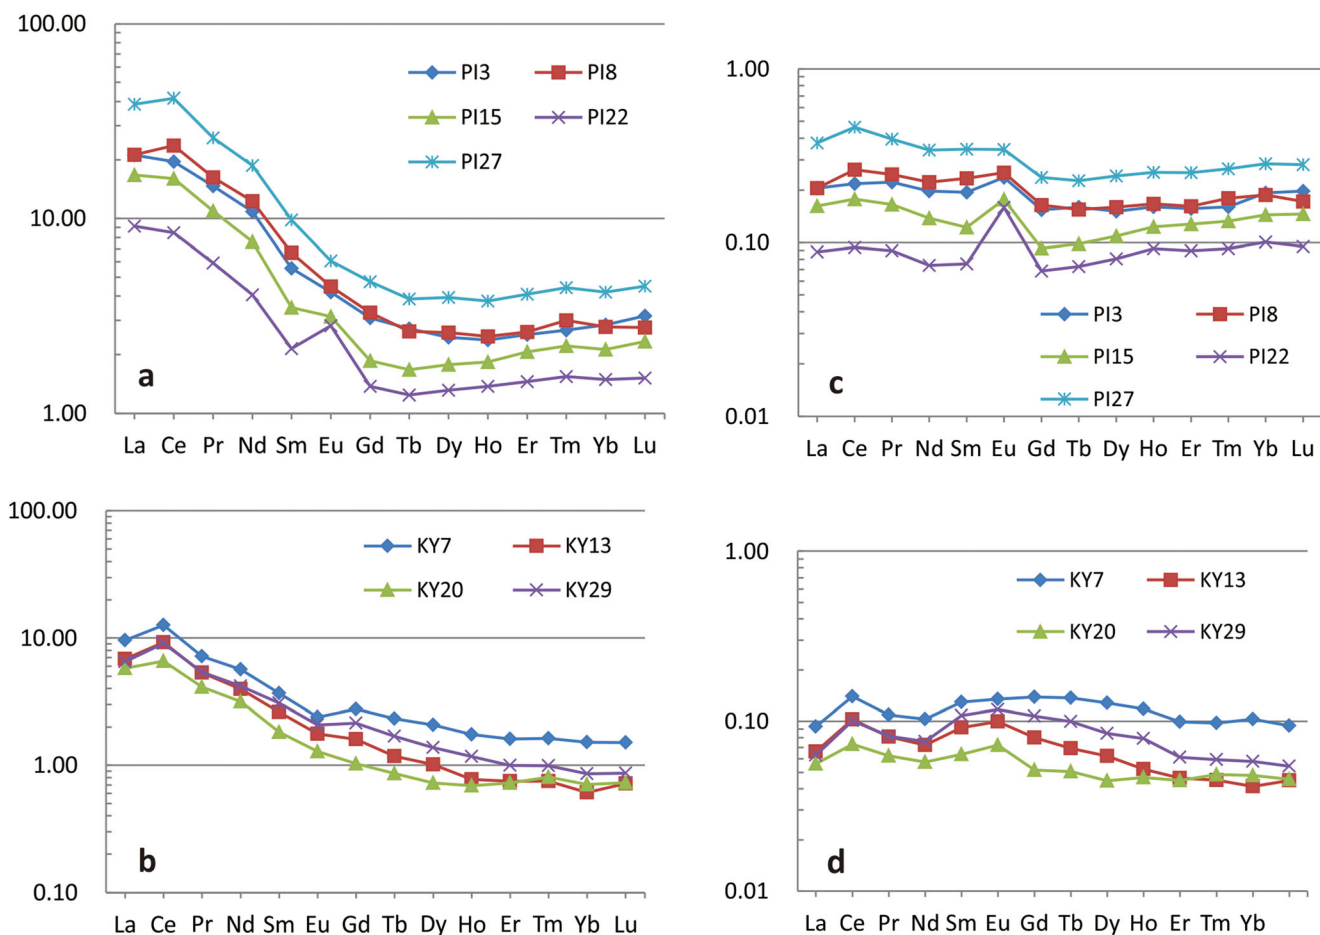 100.00
PI3 PI8
PI15 PI22
PI27
10.00
a
1.00
La Ce Pr Nd Sm Eu Gd Tb Dy Ho Er Tm Yb Lu
1.00
0.10
PI3 PI8
PI15 PI22
PI27
c
0.01
La Ce Pr Nd Sm Eu Gd Tb Dy Ho Er Tm Yb Lu
100.00
KY7 KY13
KY20 KY29
10.00
1.00
b
0.10
La Ce Pr Nd Sm Eu Gd Tb Dy Ho Er Tm Yb Lu
1.00
KY7 KY13
KY20 KY29
0.10
d
0.01
La Ce Pr Nd Sm Eu Gd Tb Dy Ho Er Tm Yb